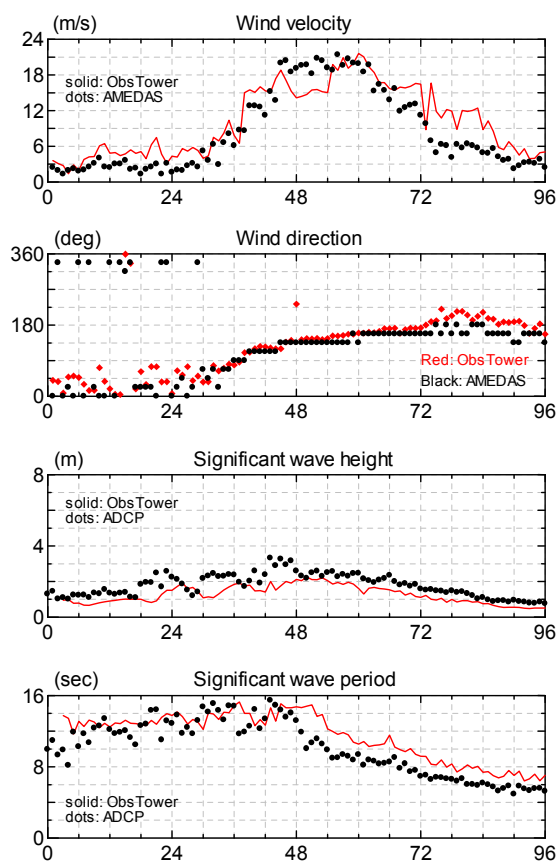 (m/s) Wind velocity
24
18
solid: ObsTower
dots: AMEDAS
12
6
0
0 24 48 72 96
(deg) Wind direction
360
180
Red: ObsTower
Black: AMEDAS
0
0 24 48 72 96
(m) Significant wave height
8
solid: ObsTower
dots: ADCP
4
0
0 24 48 72 96
(sec) Significant wave period
16
12
8
4
solid: ObsTower
dots: ADCP
0
0 24 48 72 96